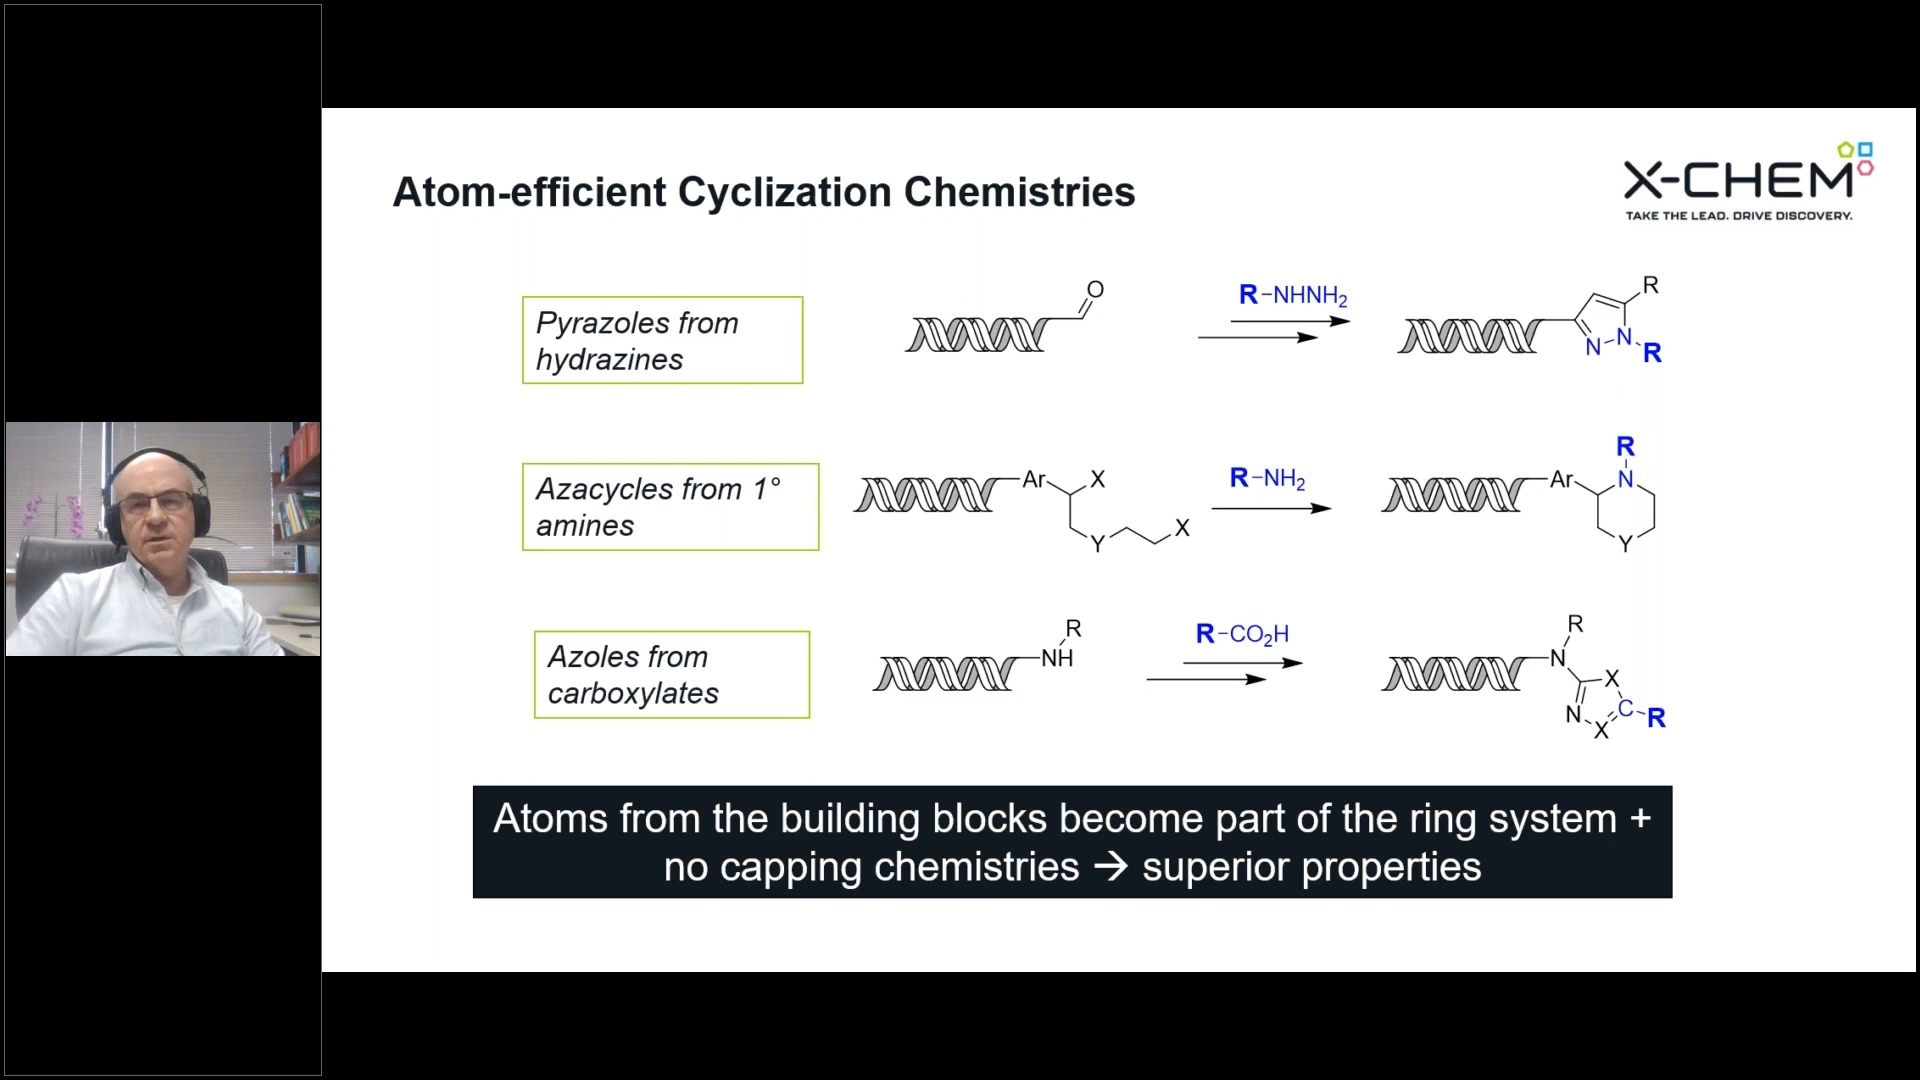 Atom-efficient Cyclization Chemistries
X-CHEM
TAKE THE LEAD. DRIVE DISCOVERY.
Pyrazoles from
hydrazines
O
R-NHNH₂
R
N
N
R
Azacycles from 1°
amines
Ar
X
Y
X
R-NH₂
R
Ar
N
Y
Azoles from
carboxylates
R
NH
R-CO₂H
R
N
X
N
X
C
R
Atoms from the building blocks become part of the ring system +
no capping chemistries → superior properties